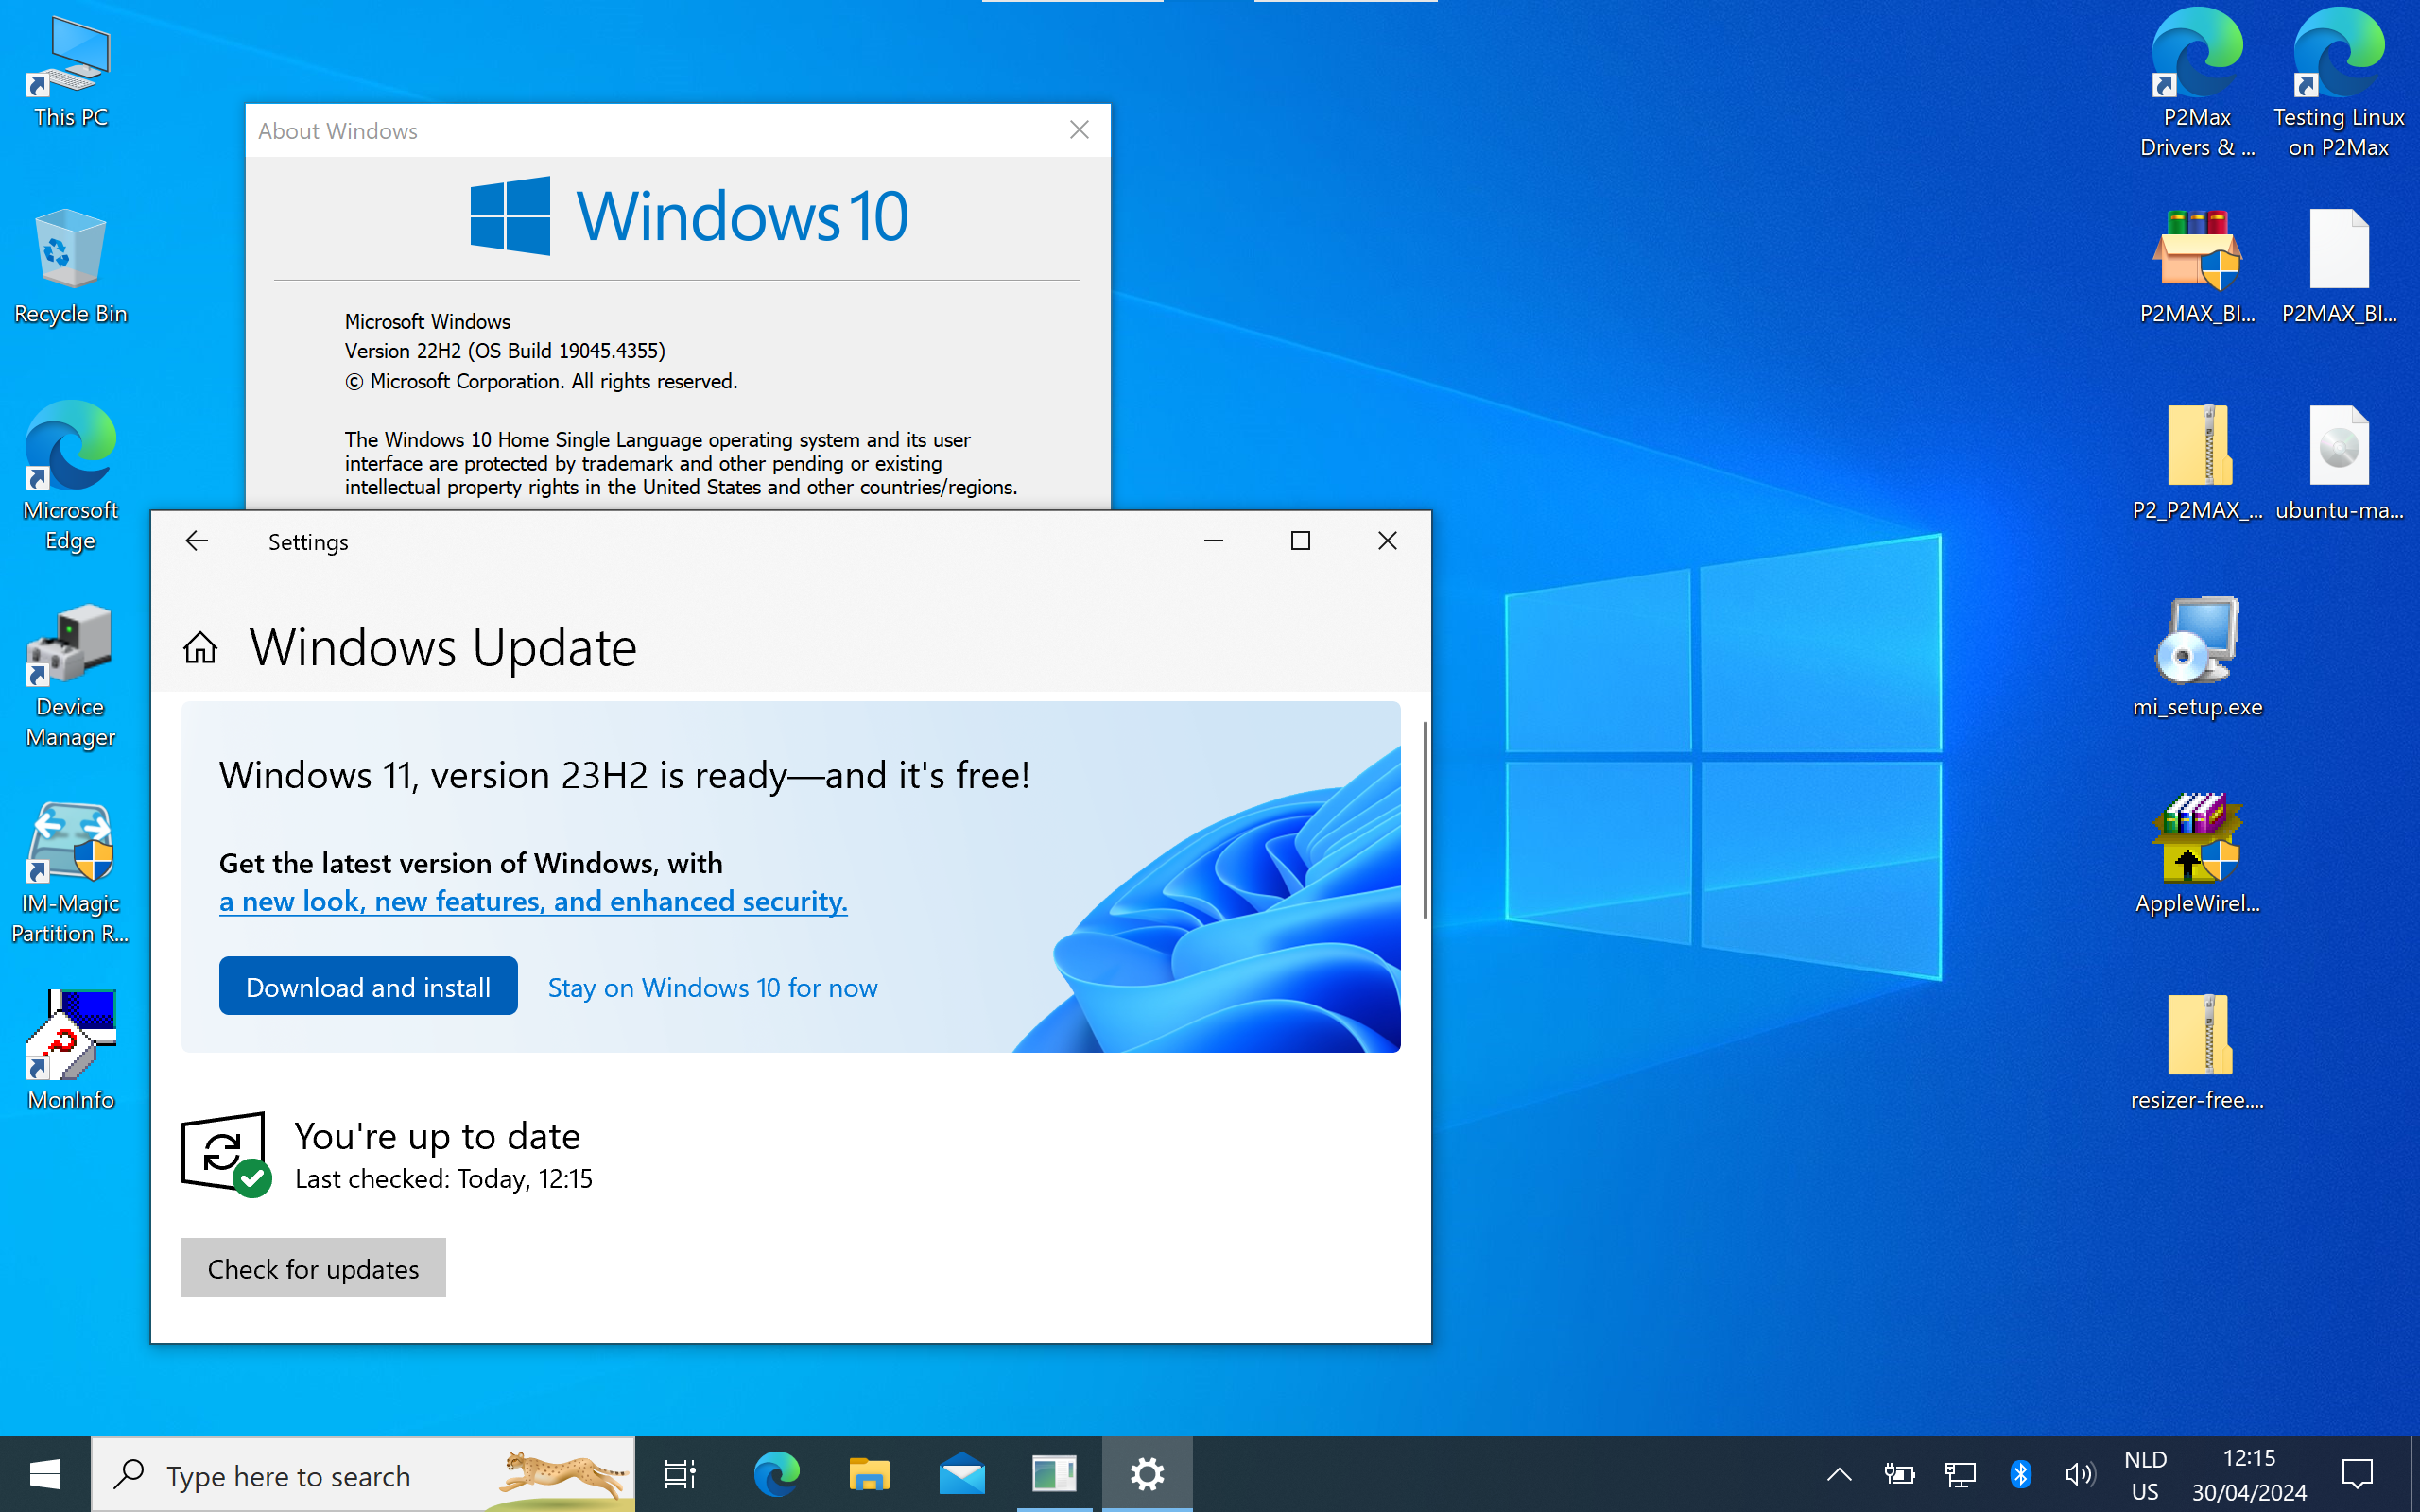 This PC
Recycle Bin
Microsoft
Edge
Device
Manager
IM-Magic
Partition R...
MonInfo
About Windows
Windows 10
Microsoft Windows
Version 22H2 (OS Build 19045.4355)
© Microsoft Corporation. All rights reserved.
The Windows 10 Home Single Language operating system and its user
interface are protected by trademark and other pending or existing
intellectual property rights in the United States and other countries/regions.
Settings
Windows Update
Windows 11, version 23H2 is ready—and it's free!
Get the latest version of Windows, with
a new look, new features, and enhanced security.
Download and install
Stay on Windows 10 for now
You're up to date
Last checked: Today, 12:15
Check for updates
P2Max
Drivers & ...
Testing Linux
on P2Max
P2MAX_BI...
P2MAX_BI...
P2_P2MAX_...
ubuntu-ma...
mi_setup.exe
AppleWirel...
resizer-free....
Type here to search
NLD
US
12:15
30/04/2024